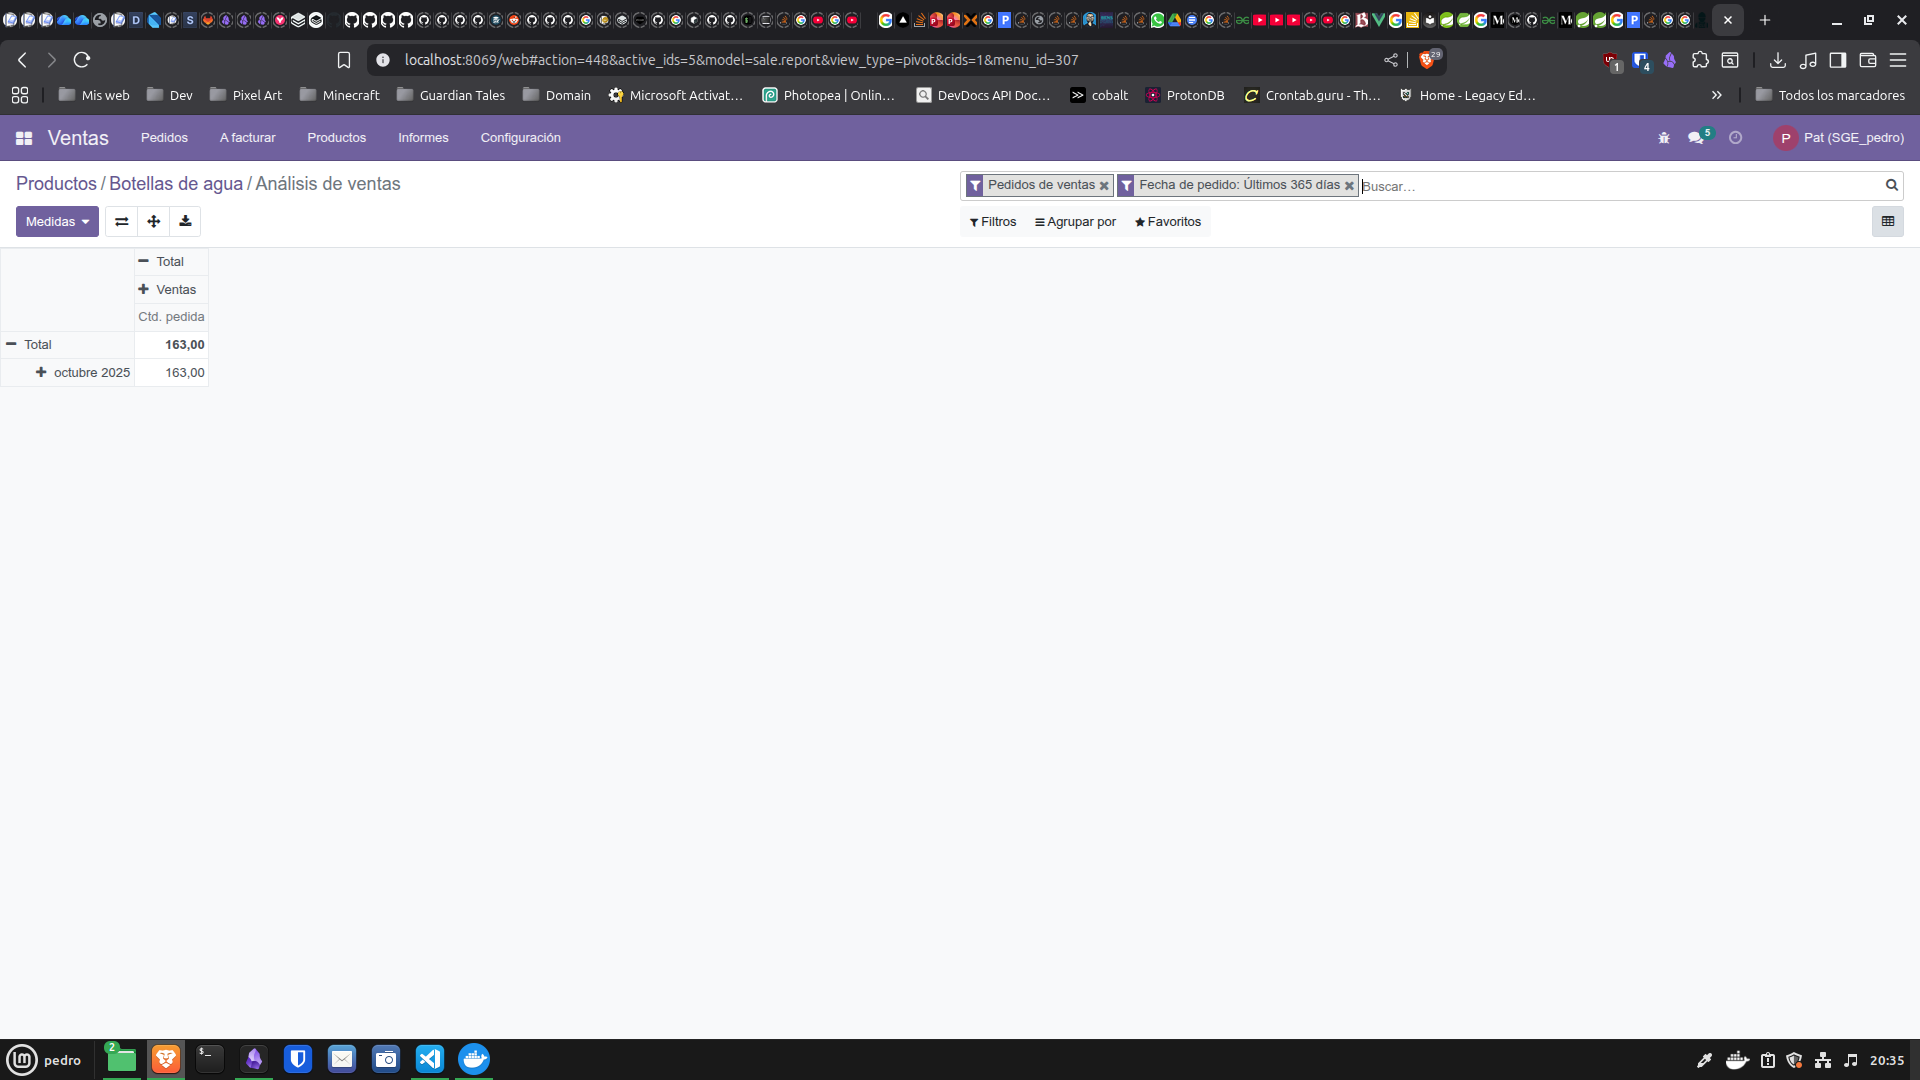 localhost:8069/web#action=448&active_ids=5&model=sale.report&view_type=pivot&cids=1&menu_id=307
29
1
4
Mis web
Dev
Pixel Art
Minecraft
Guardian Tales
Domain
Microsoft Activat...
Photopea | Onlin...
DevDocs API Doc...
cobalt
ProtonDB
Crontab.guru - Th...
Home - Legacy Ed...
Todos los marcadores
Ventas
Pedidos
A facturar
Productos
Informes
Configuración
5
P
Pat (SGE_pedro)
Productos / Botellas de agua / Análisis de ventas
Pedidos de ventas
Fecha de pedido: Últimos 365 días
Buscar...
Medidas
Filtros
Agrupar por
Favoritos
Total
Ventas
Ctd. pedida
Total 163,00
octubre 2025 163,00
pedro
2
20:35